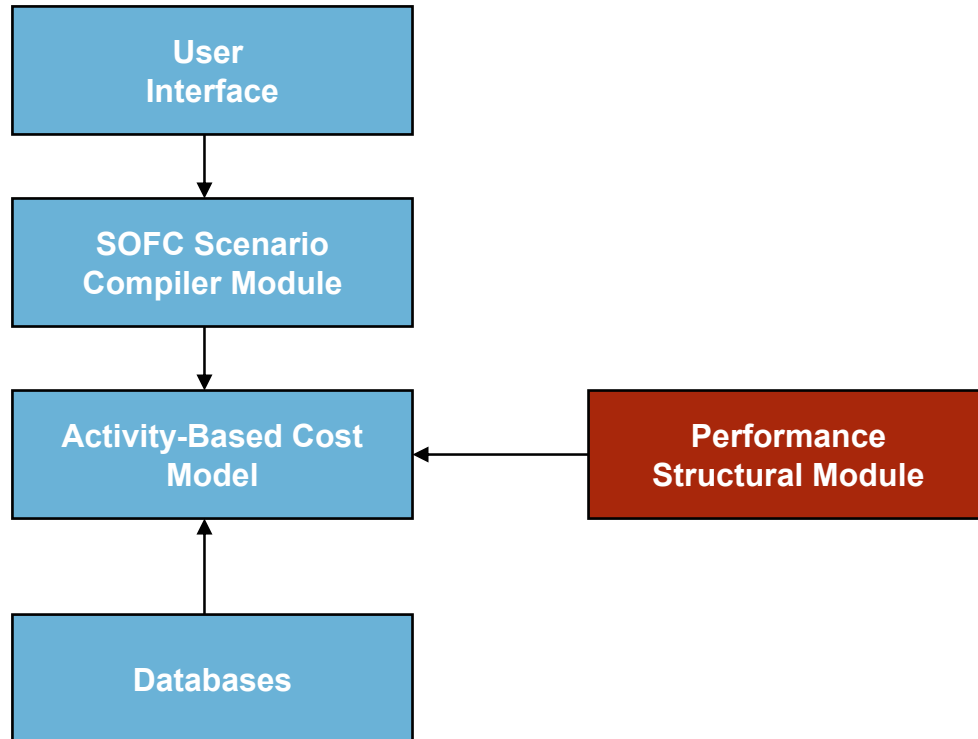 User
Interface
SOFC Scenario
Compiler Module
Activity-Based Cost
Model
Performance
Structural Module
Databases